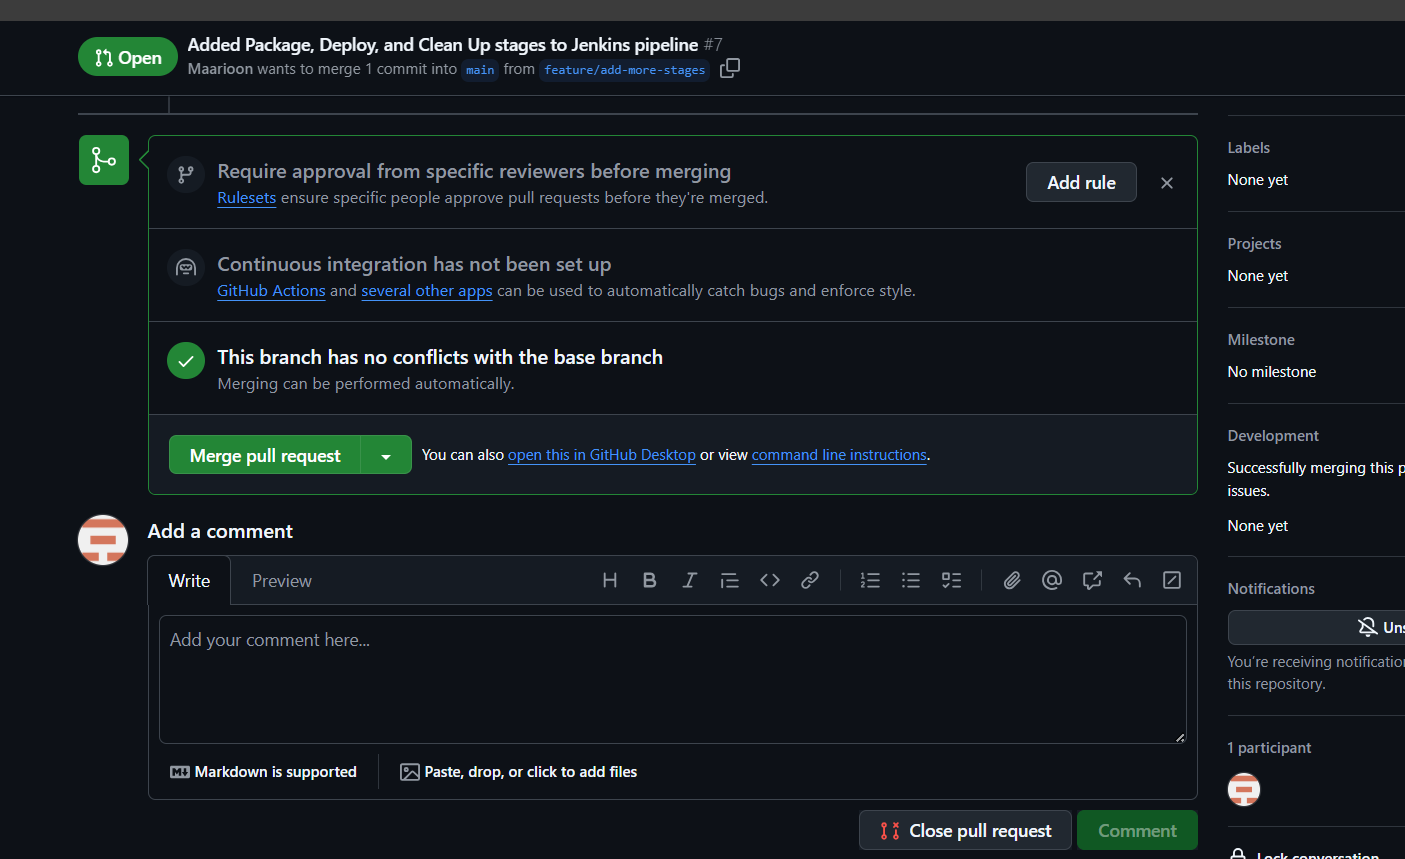 Open
Added Package, Deploy, and Clean Up stages to Jenkins pipeline #7
Maarioon wants to merge 1 commit into main from feature/add-more-stages
Require approval from specific reviewers before merging
Rulesets ensure specific people approve pull requests before they're merged.
Add rule
Continuous integration has not been set up
GitHub Actions and several other apps can be used to automatically catch bugs and enforce style.
This branch has no conflicts with the base branch
Merging can be performed automatically.
Merge pull request
You can also open this in GitHub Desktop or view command line instructions.
Add a comment
Write
Preview
Add your comment here...
Markdown is supported
Paste, drop, or click to add files
Close pull request
Comment
Labels
None yet
Projects
None yet
Milestone
No milestone
Development
Successfully merging this p
issues.
None yet
Notifications
Uns
You're receiving notification
this repository.
1 participant
Lock conversation